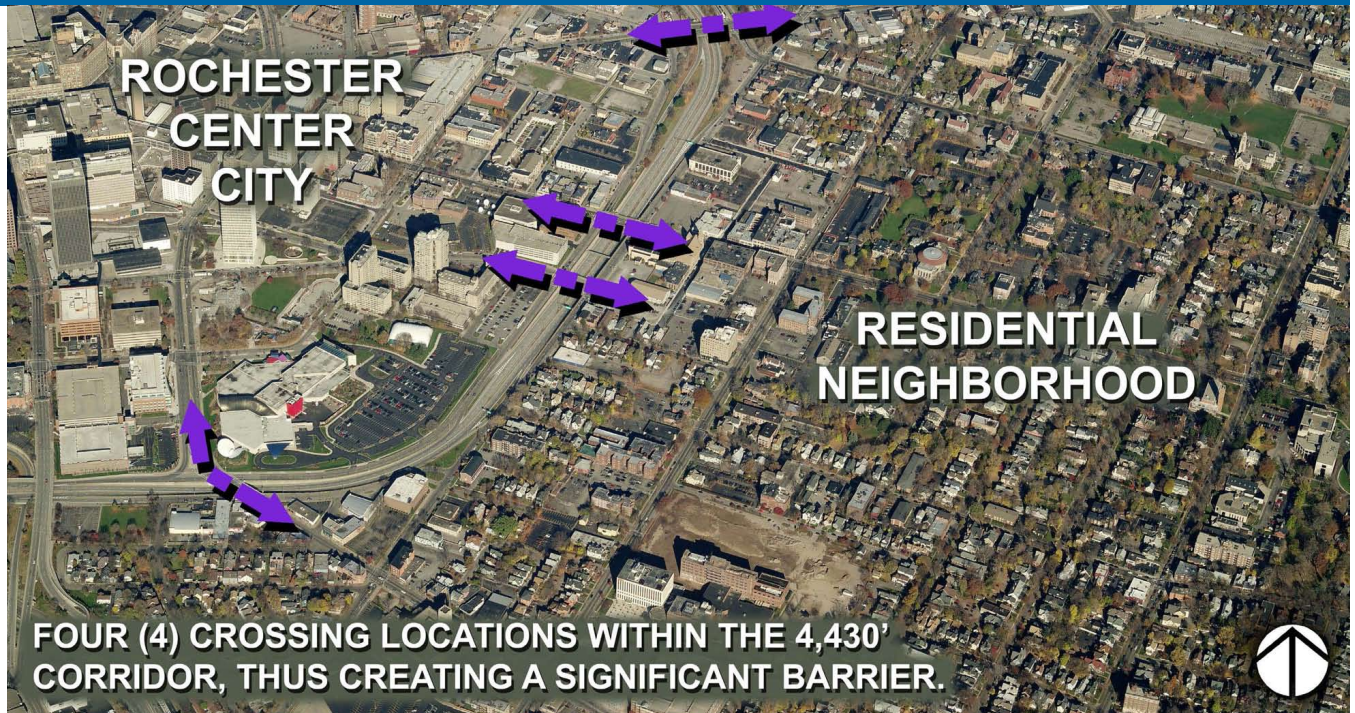 ROCHESTER
CENTER
CITY
RESIDENTIAL
NEIGHBORHOOD
FOUR (4) CROSSING LOCATIONS WITHIN THE 4,430’
CORRIDOR, THUS CREATING A SIGNIFICANT BARRIER.